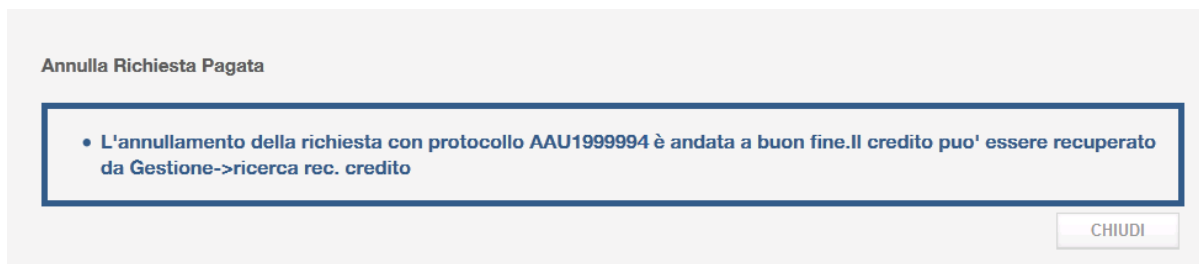 Annulla Richiesta Pagata
• L'annullamento della richiesta con protocollo AAU1999994 è andata a buon fine.Il credito puo' essere recuperato
da Gestione->ricerca rec. credito
CHIUDI